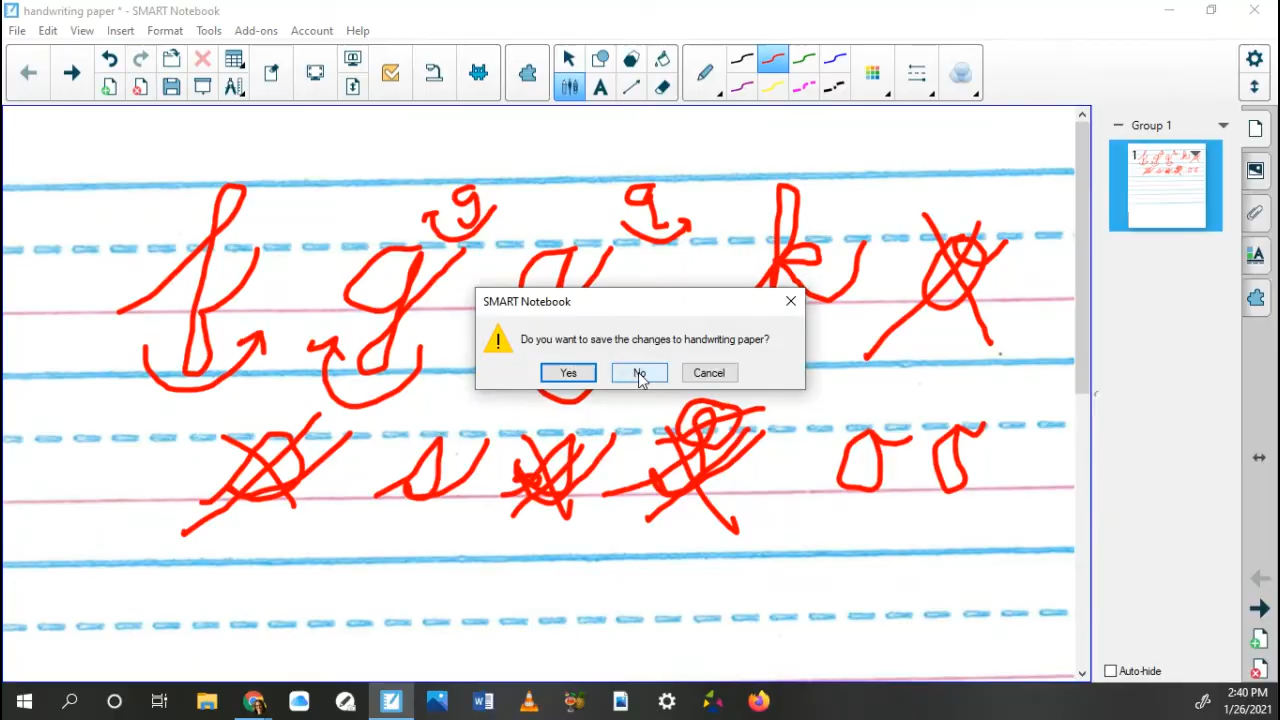 handwriting paper * - SMART Notebook
File Edit View Insert Format Tools Add-ons Account Help
Group 1
1
g q
f g q k
SMART Notebook
Do you want to save the changes to handwriting paper?
Yes No Cancel
s o o
Auto-hide
2:40 PM
1/26/2021